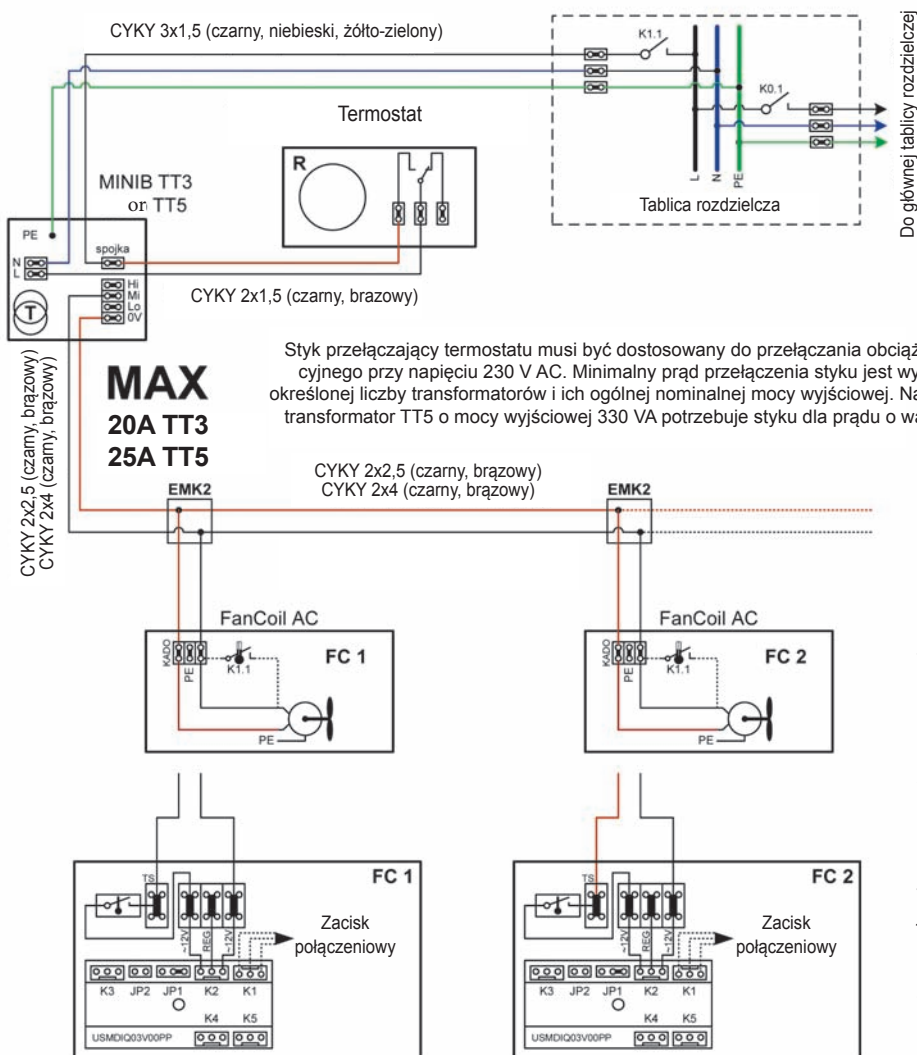 CYKY 3x1,5 (czarny, niebieski, żółto-zielony)
K1.1
K0.1
L
N
PE
Tablica rozdzielcza
Do głównej tablicy rozdzielczej
Termostat
R
MINIB TT3
or TT5
PE
N
L
spojka
Hi
Mi
Lo
0V
T
CYKY 2x1,5 (czarny, brazowy)
CYKY 2x2,5 (czarny, brązowy)
CYKY 2x4 (czarny, brązowy)
MAX
20A TT3
25A TT5
Styk przełączający termostatu musi być dostosowany do przełączania obciąż
cyjnego przy napięciu 230 V AC. Minimalny prąd przełączenia styku jest wy
określonej liczby transformatorów i ich ogólnej nominalnej mocy wyjściowej. Na
transformator TT5 o mocy wyjściowej 330 VA potrzebuje styku dla prądu o wa
CYKY 2x2,5 (czarny, brązowy)
CYKY 2x4 (czarny, brązowy)
EMK2
EMK2
FanCoil AC
KADO
PE
K1.1
FC 1
PE
FanCoil AC
KADO
PE
K1.1
FC 2
PE
FC 1
TS
~12V
REG
~12V
Zacisk
połączeniowy
K3 JP2 JP1 K2 K1
K4 K5
USMDIQ03V00PP
FC 2
TS
~12V
REG
~12V
Zacisk
połączeniowy
K3 JP2 JP1 K2 K1
K4 K5
USMDIQ03V00PP